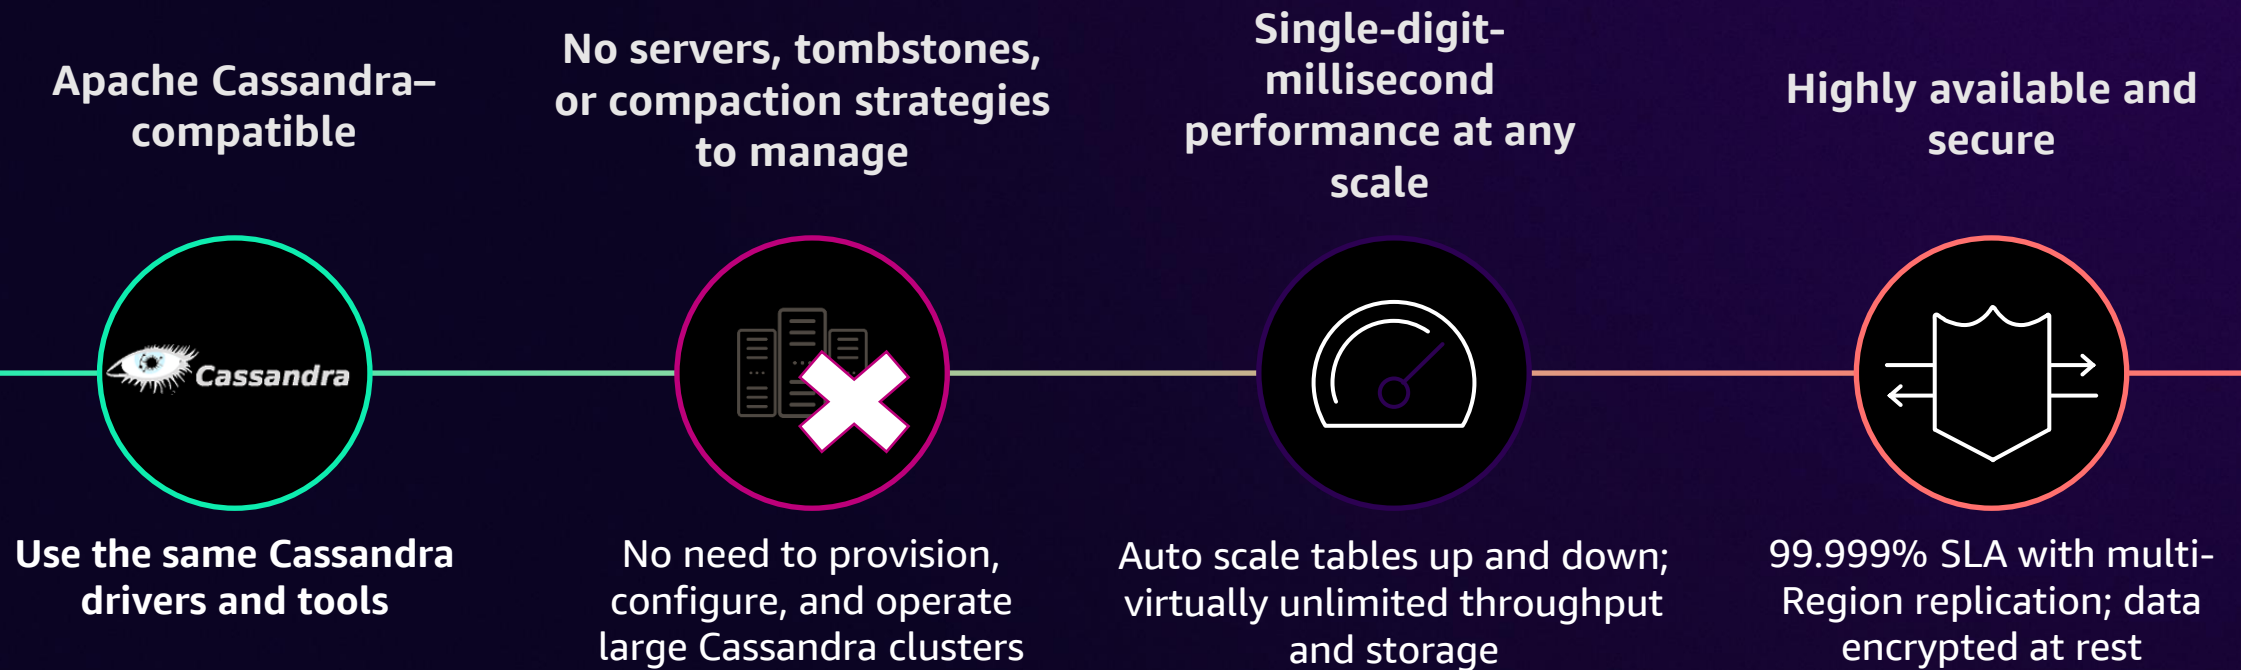 Apache Cassandra–
compatible
No servers, tombstones,
or compaction strategies
to manage
Single-digit-
millisecond
performance at any
scale
Highly available and
secure
Cassandra
Use the same Cassandra
drivers and tools
No need to provision,
configure, and operate
large Cassandra clusters
Auto scale tables up and down;
virtually unlimited throughput
and storage
99.999% SLA with multi-
Region replication; data
encrypted at rest